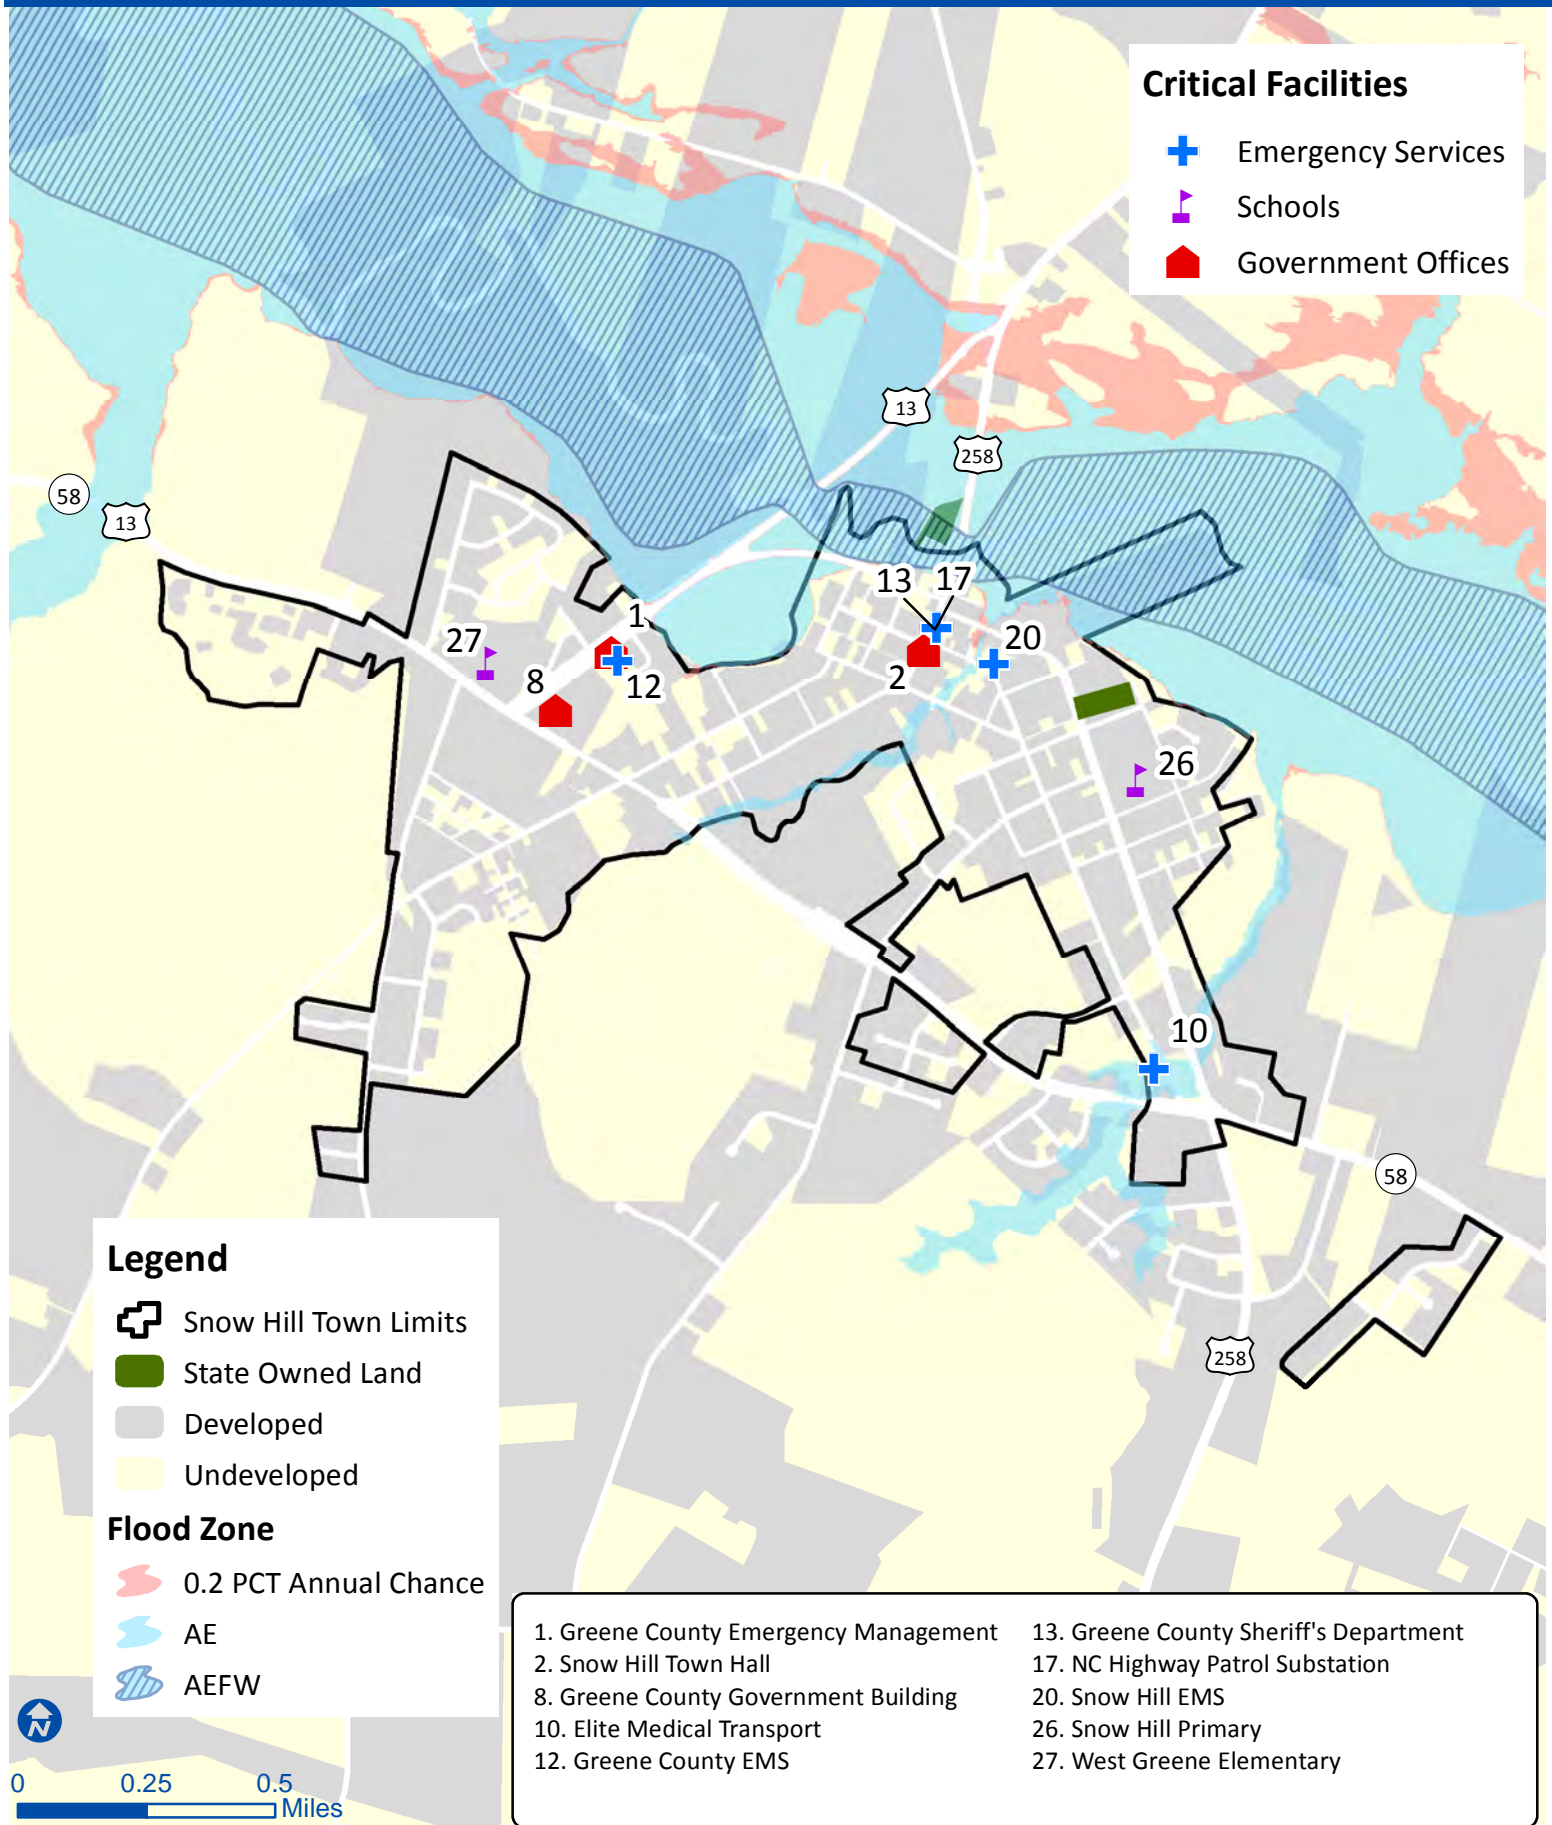 Critical Facilities
Emergency Services
Schools
Government Offices
13
258
58
13
13 17
1
27
20
8
12
2
26
10
58
258
Legend
Snow Hill Town Limits
State Owned Land
Developed
Undeveloped
Flood Zone
0.2 PCT Annual Chance
AE
AEFW
N
0 0.25 0.5
Miles
1. Greene County Emergency Management
2. Snow Hill Town Hall
8. Greene County Government Building
10. Elite Medical Transport
12. Greene County EMS
13. Greene County Sheriff's Department
17. NC Highway Patrol Substation
20. Snow Hill EMS
26. Snow Hill Primary
27. West Greene Elementary